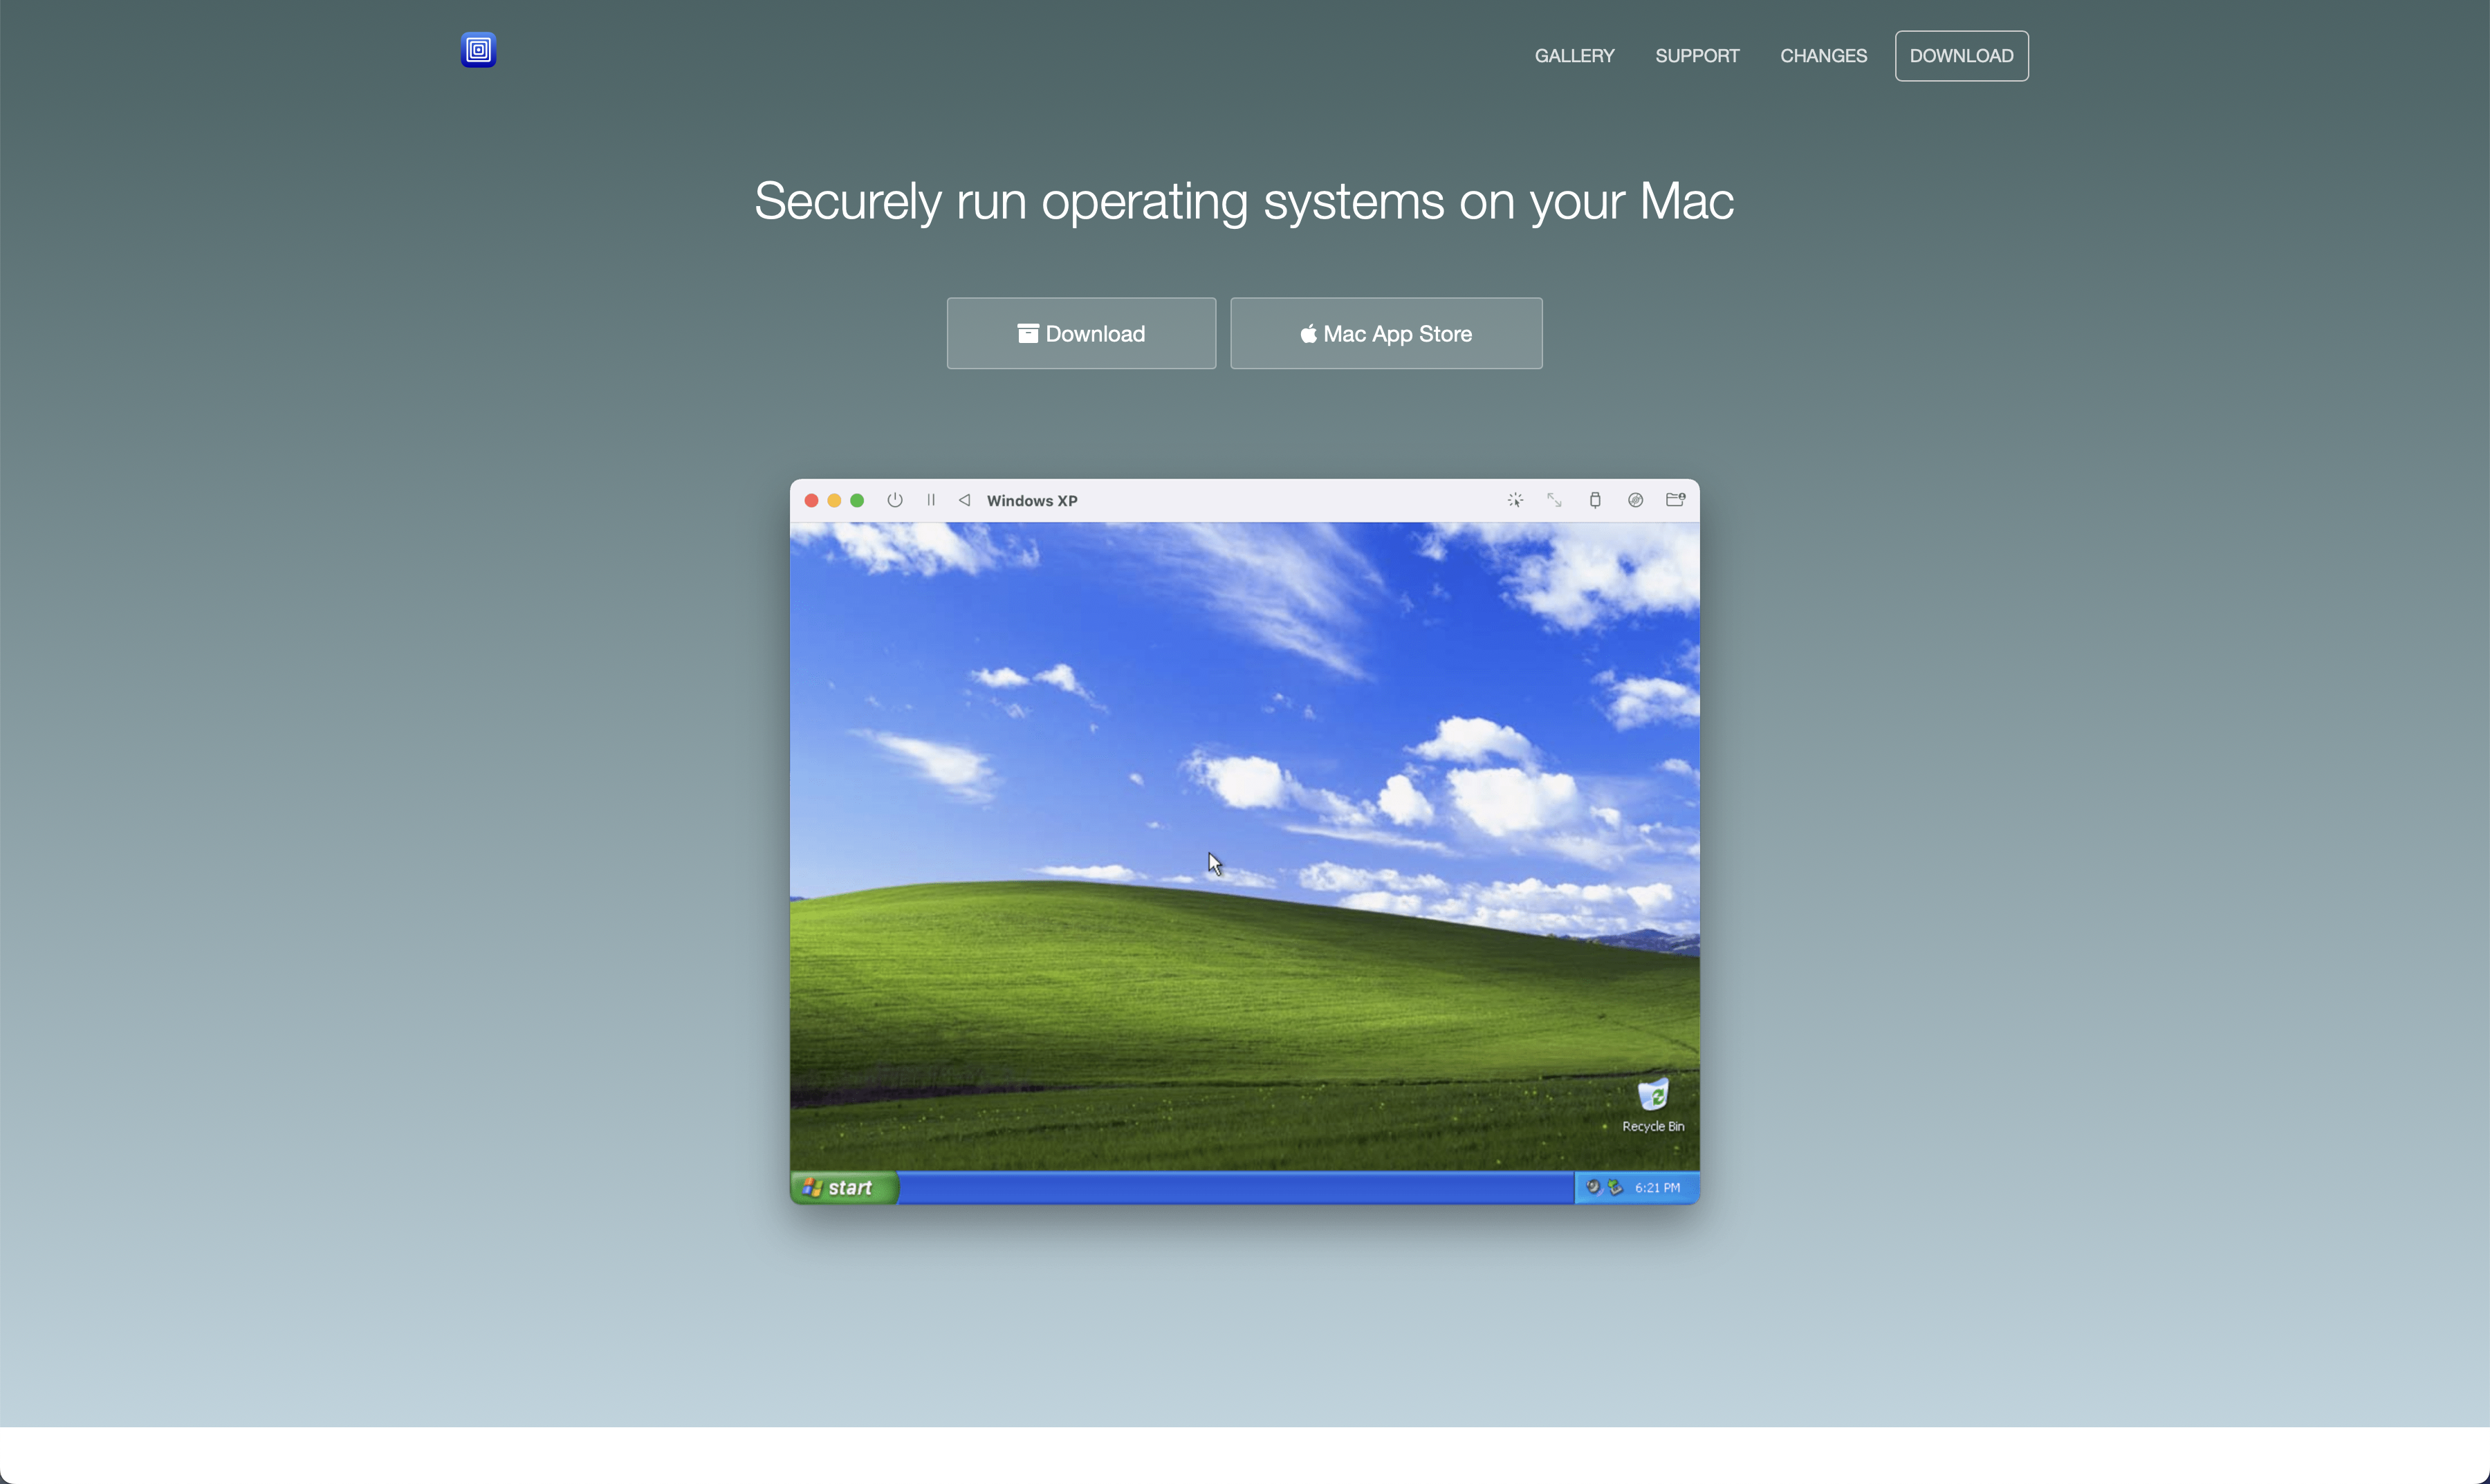 GALLERY SUPPORT CHANGES DOWNLOAD
Securely run operating systems on your Mac
Download
Mac App Store
Windows XP
Recycle Bin
start 6:21 PM